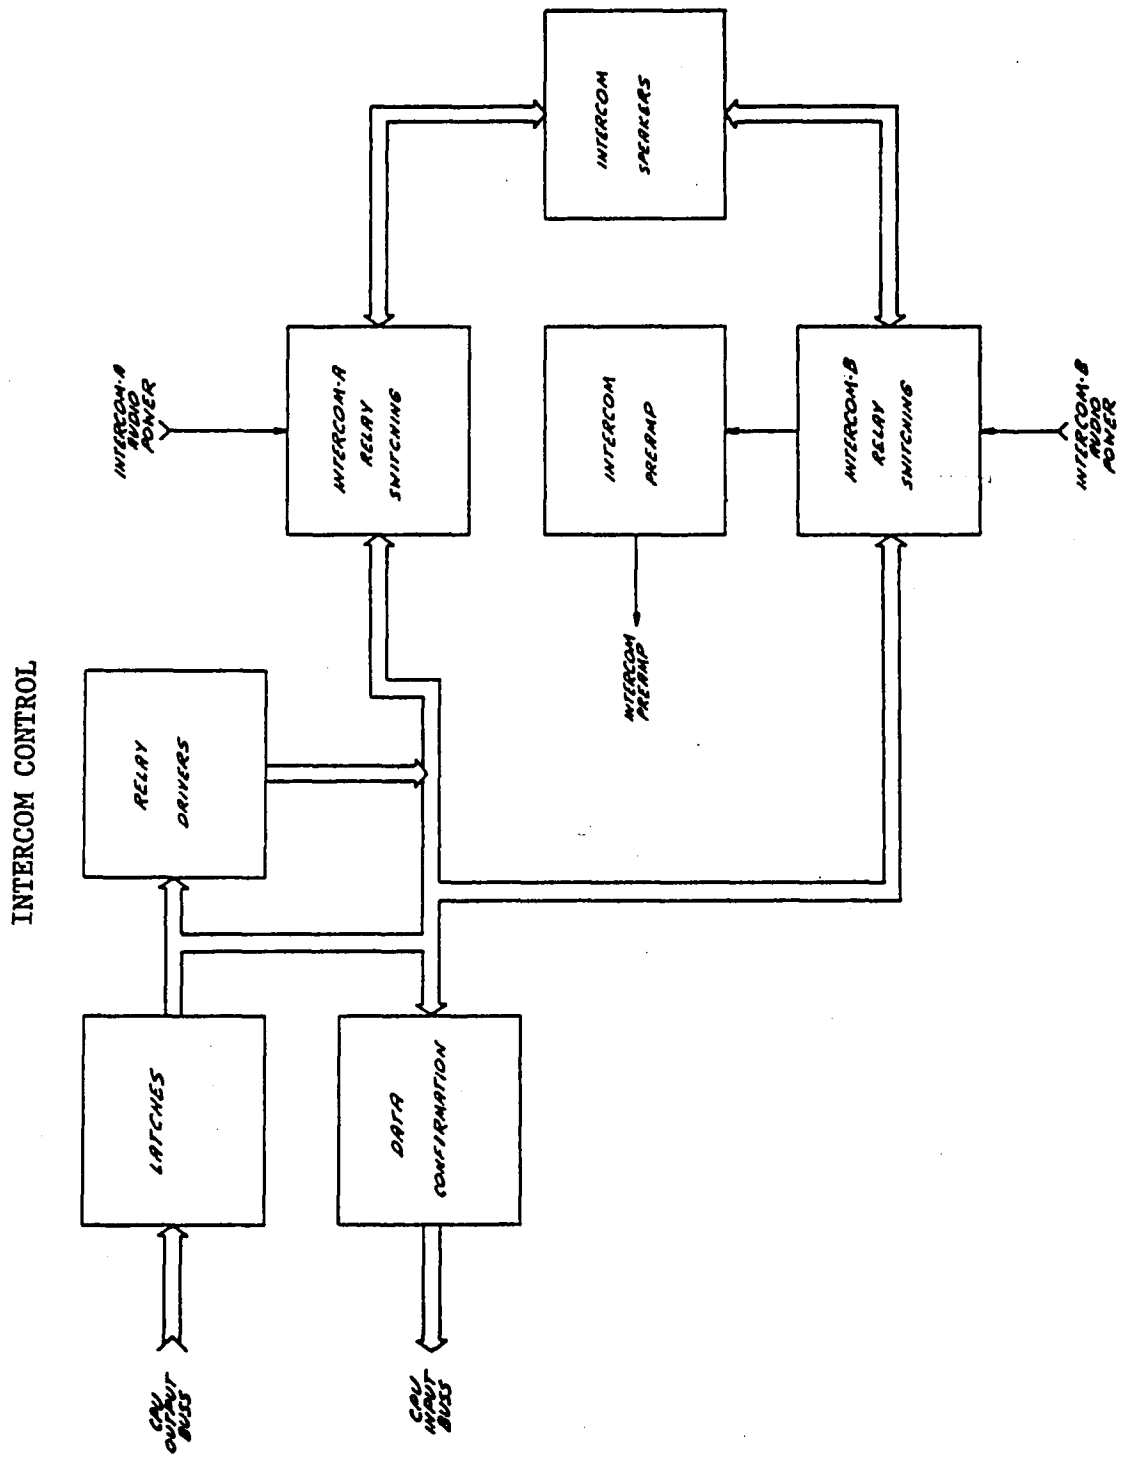 INTERCOM CONTROL
CPU
OUTPUT
BUSS
LATCHES
RELAY
DRIVERS
INTERCOM-A
AUDIO
POWER
INTERCOM-A
RELAY
SWITCHING
CPU
INPUT
BUSS
DATA
CONFIRMATION
INTERCOM
PREAMP
INTERCOM
PREAMP
INTERCOM
SPEAKERS
INTERCOM-B
RELAY
SWITCHING
INTERCOM-B
AUDIO
POWER